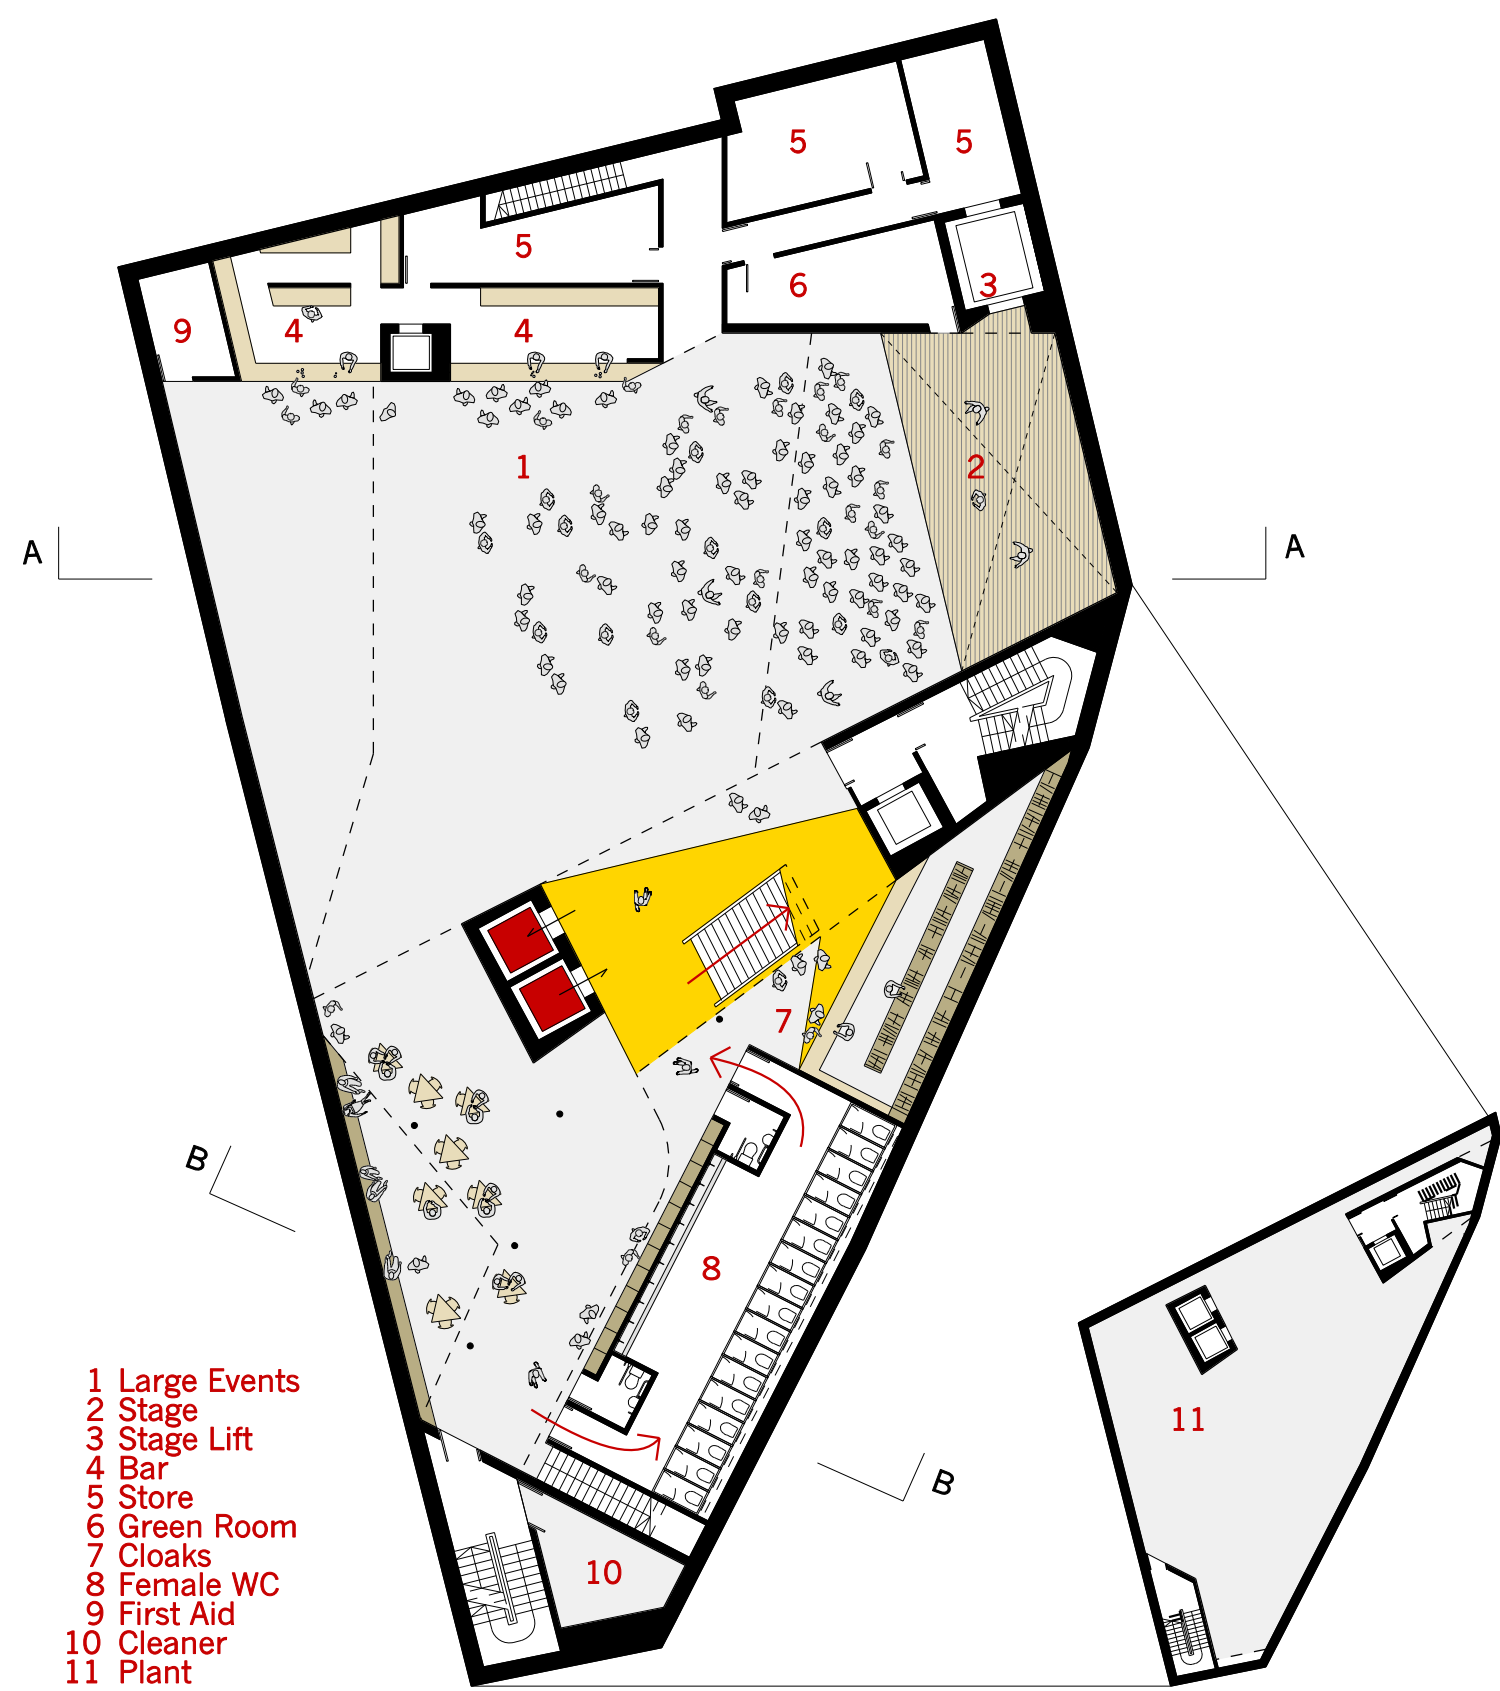 5
5
5
6
3
9
4
4
1
2
A
A
7
B
8
11
B
10
1 Large Events
2 Stage
3 Stage Lift
4 Bar
5 Store
6 Green Room
7 Cloaks
8 Female WC
9 First Aid
10 Cleaner
11 Plant